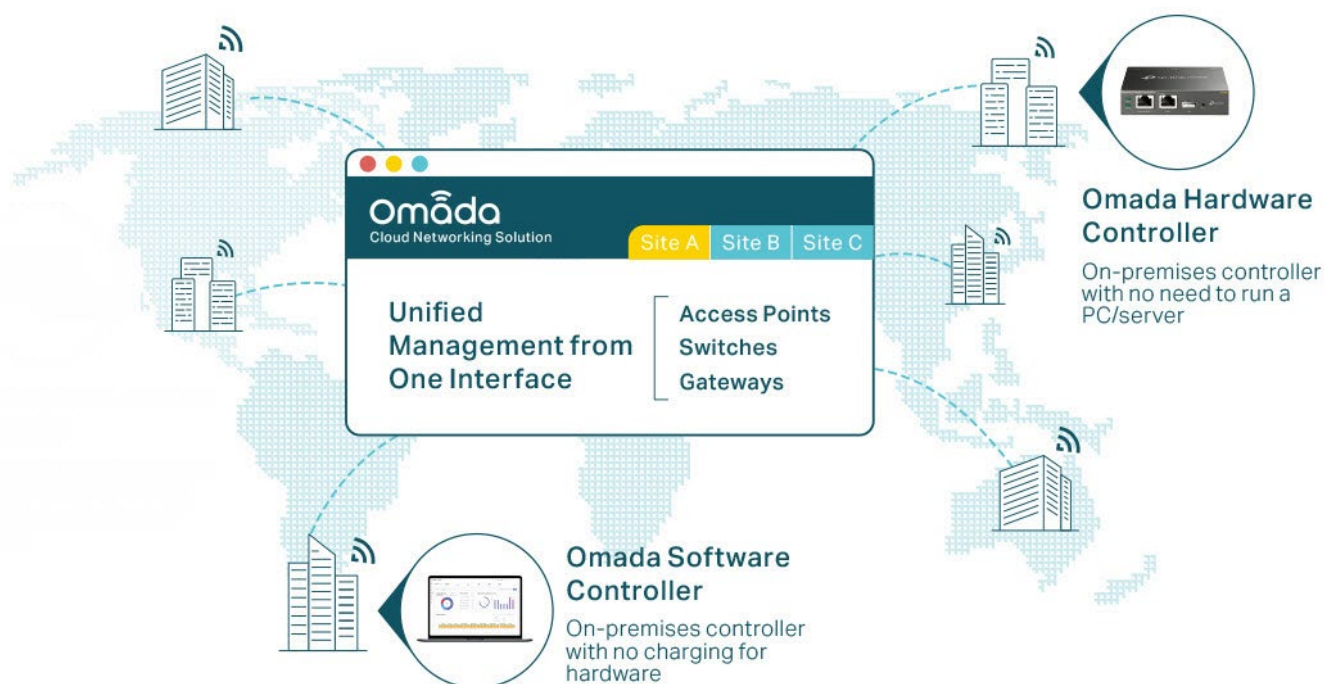 Omada
Cloud Networking Solution
Site A
Site B
Site C
Unified
Management from
One Interface
Access Points
Switches
Gateways
Omada Hardware
Controller
On-premises controller
with no need to run a
PC/server
Omada Software
Controller
On-premises controller
with no charging for
hardware